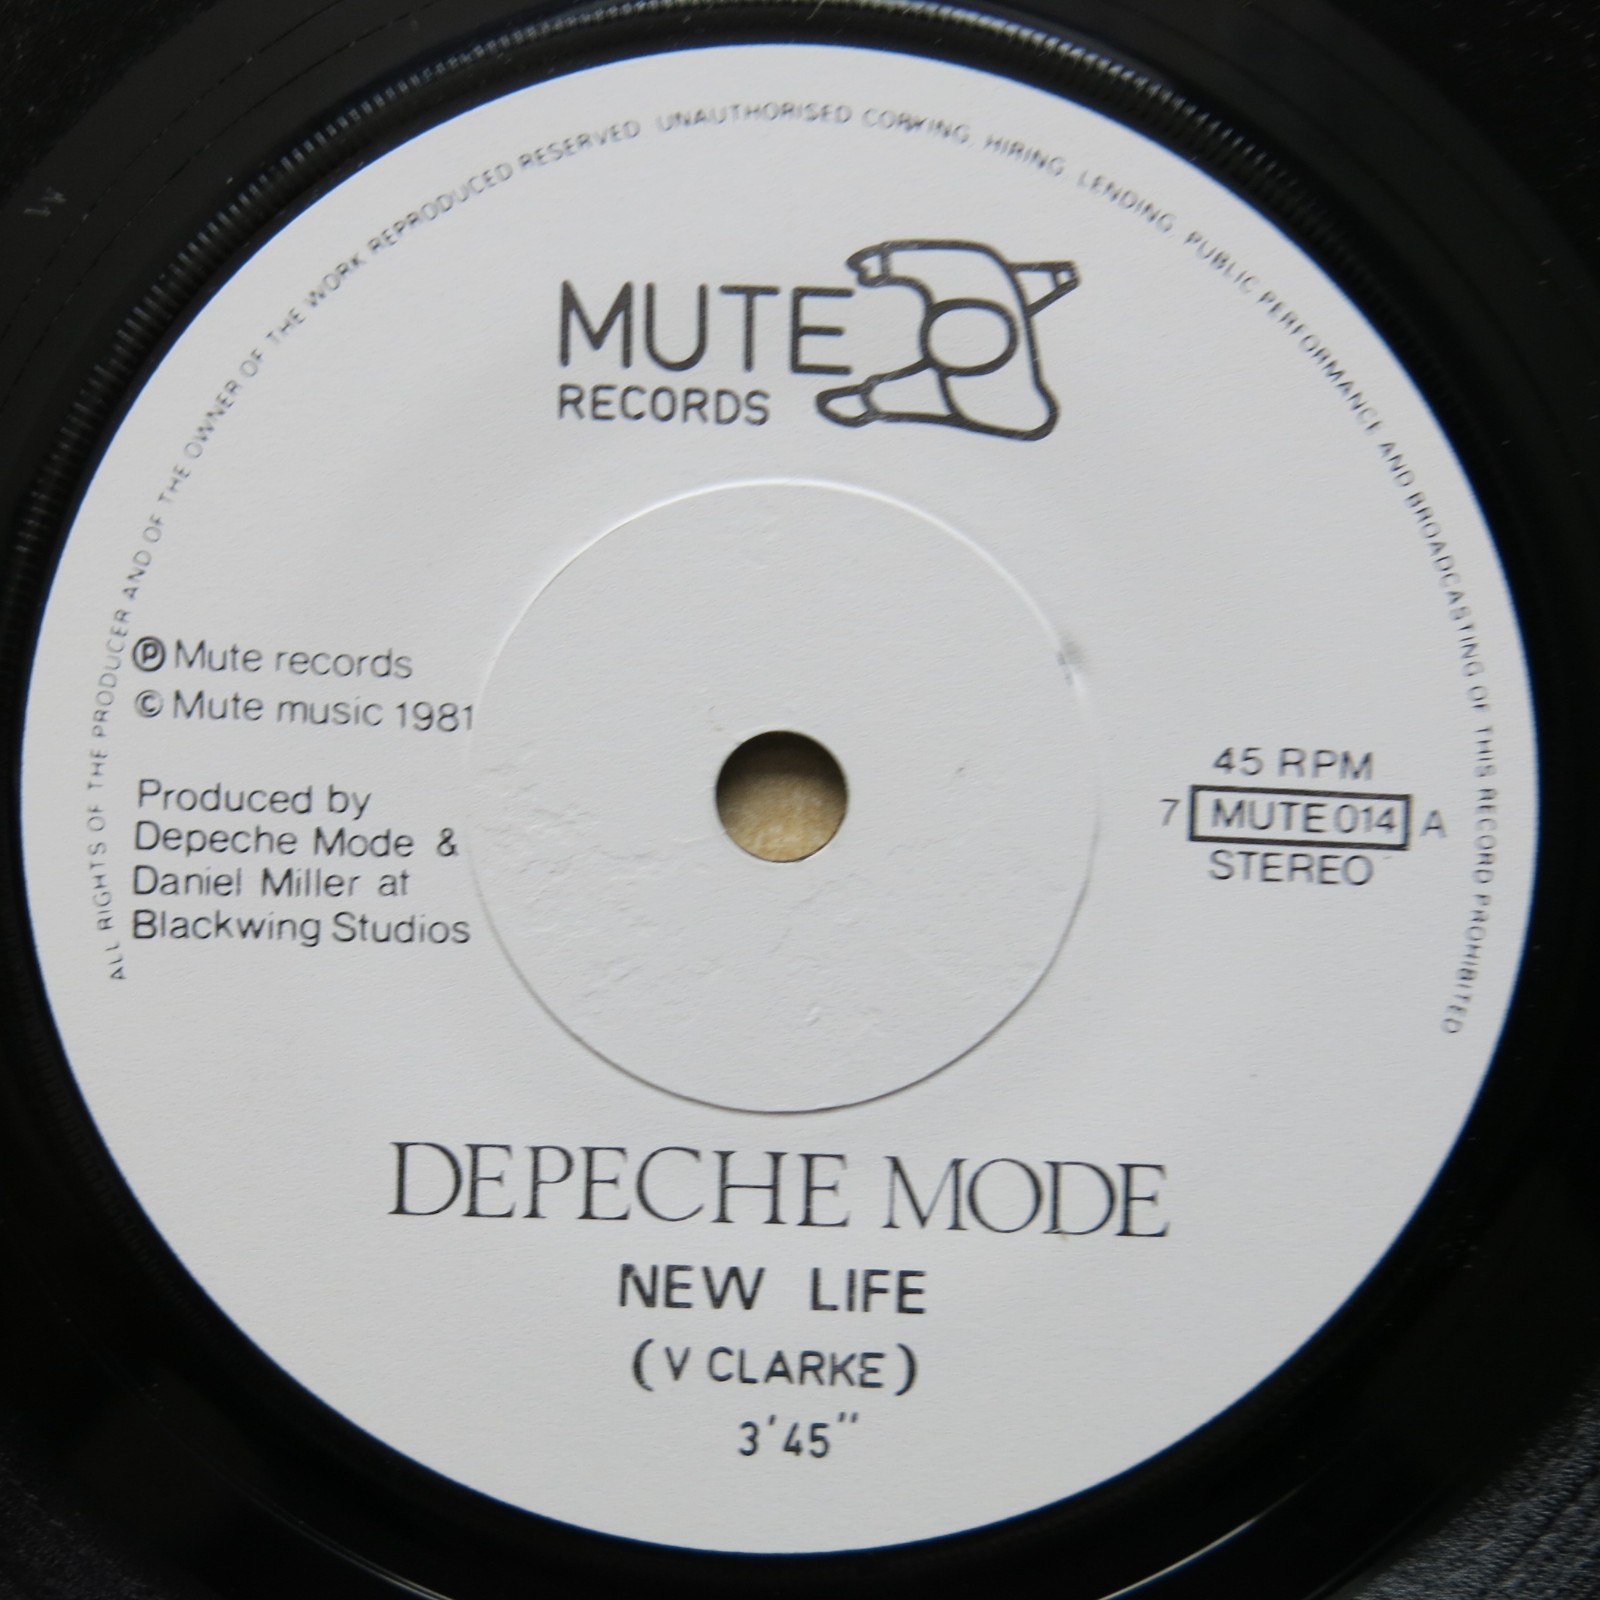 ALL RIGHTS OF THE PRODUCER AND OF THE OWNER OF THE WORK REPRODUCED RESERVED UNAUTHORISED COPYING, HIRING, LENDING, PUBLIC PERFORMANCE AND BROADCASTING OF THIS RECORD PROHIBITED
MUTE
RECORDS
Ⓟ Mute records
© Mute music 1981
Produced by
Depeche Mode &
Daniel Miller at
Blackwing Studios
45 RPM
7 MUTE 014 A
STEREO
DEPECHE MODE
NEW LIFE
(V CLARKE)
3'45"